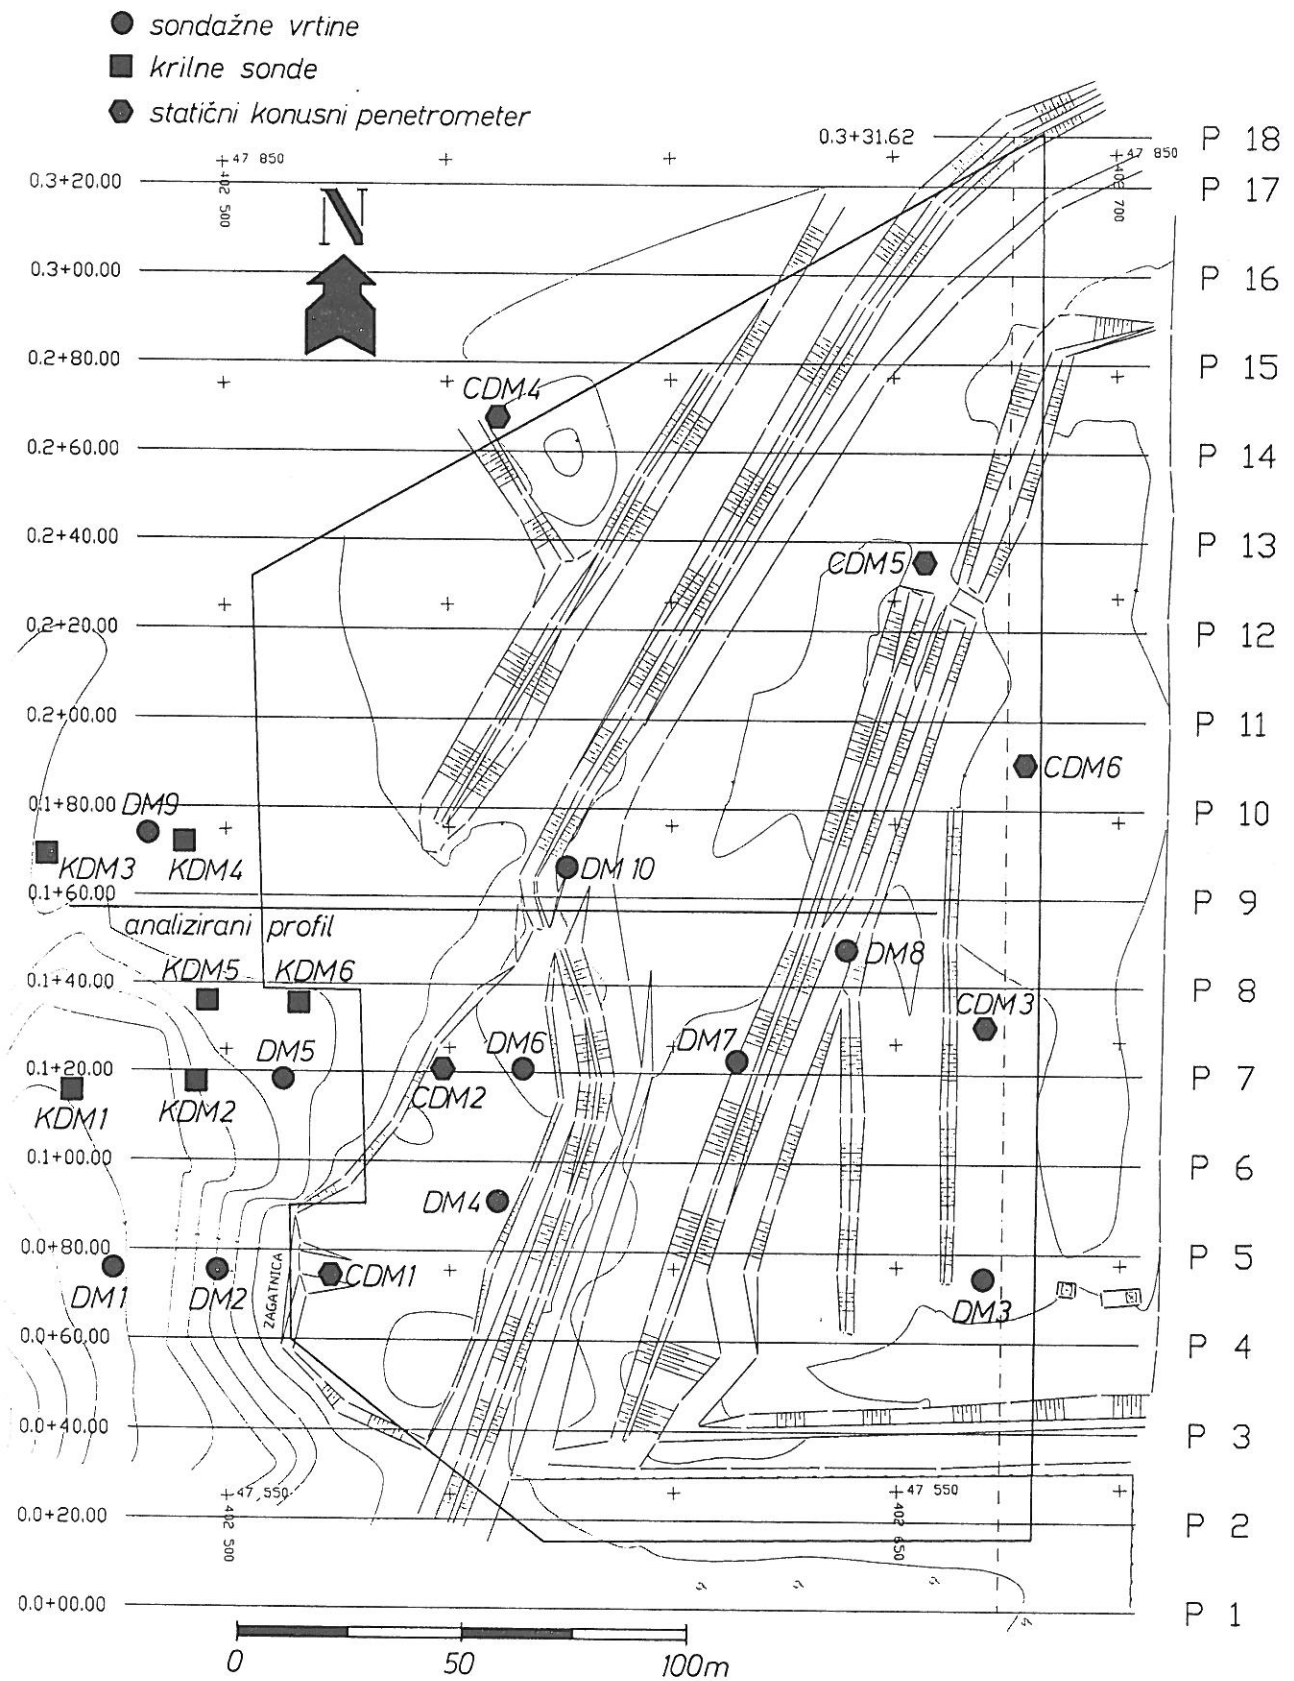 sondažne vrtine
krilne sonde
statični konusni penetrometer
0.3+31.62
P 18
47 850
47 850
402 500
402 700
0.3+20.00
P 17
N
0.3+00.00
P 16
0.2+80.00
P 15
CDM4
0.2+60.00
P 14
0.2+40.00
P 13
CDM5
0.2+20.00
P 12
0.2+00.00
P 11
CDM6
0.1+80.00
DM9
P 10
KDM3
KDM4
DM 10
0.1+60.00
P 9
analizirani profil
DM8
KDM5
KDM6
0.1+40.00
P 8
CDM3
DM5
DM6
DM7
0.1+20.00
P 7
KDM1
KDM2
CDM2
0.1+00.00
P 6
DM4
0.0+80.00
P 5
ZAGATNICA
CDM1
DM1
DM2
DM3
0.0+60.00
P 4
0.0+40.00
P 3
47 550
47 550
0.0+20.00
P 2
402 500
402 650
0.0+00.00
P 1
0
50
100m